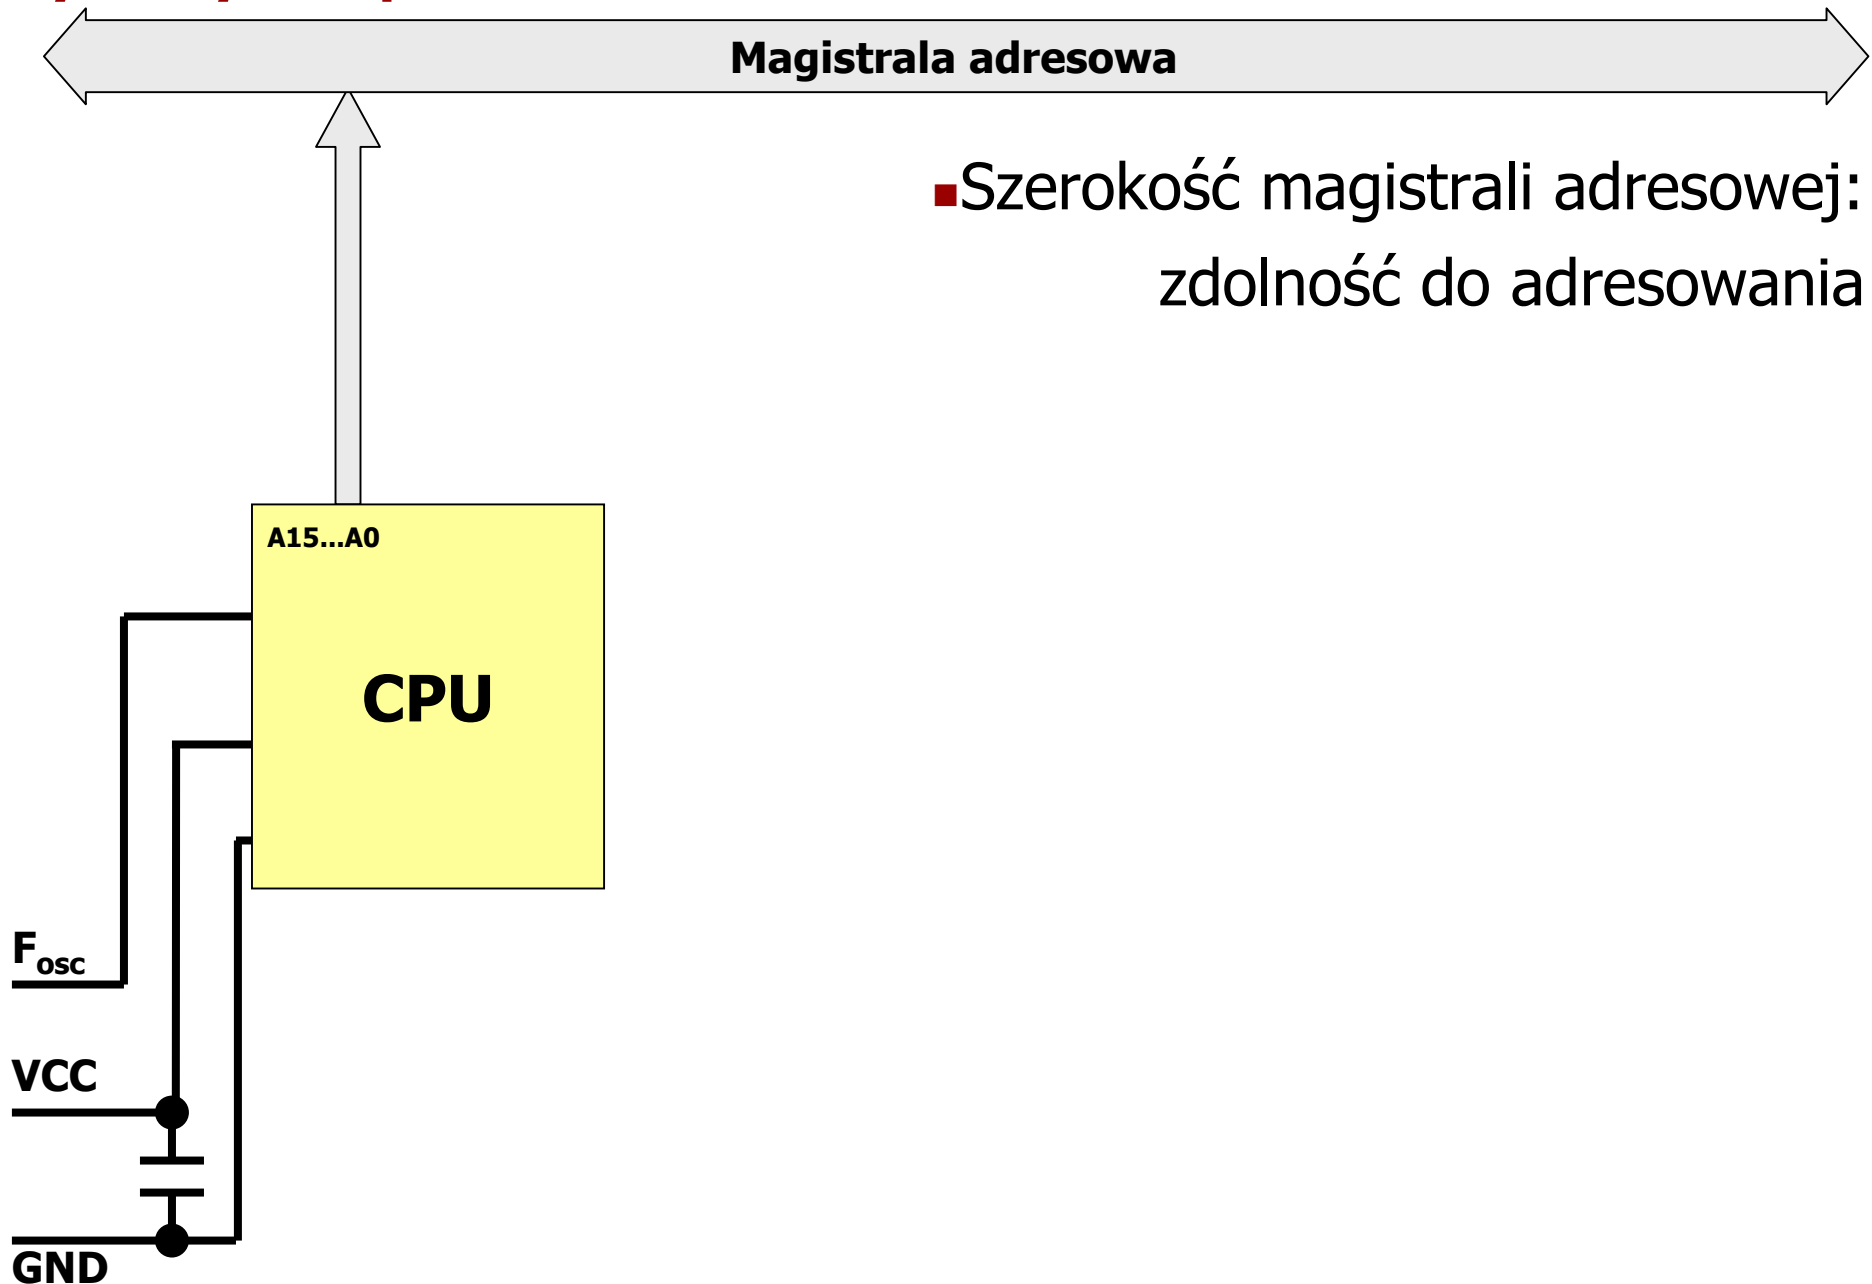 Magistrala adresowa
▪Szerokość magistrali adresowej:
zdolność do adresowania
A15...A0
CPU
Fosc
VCC
GND